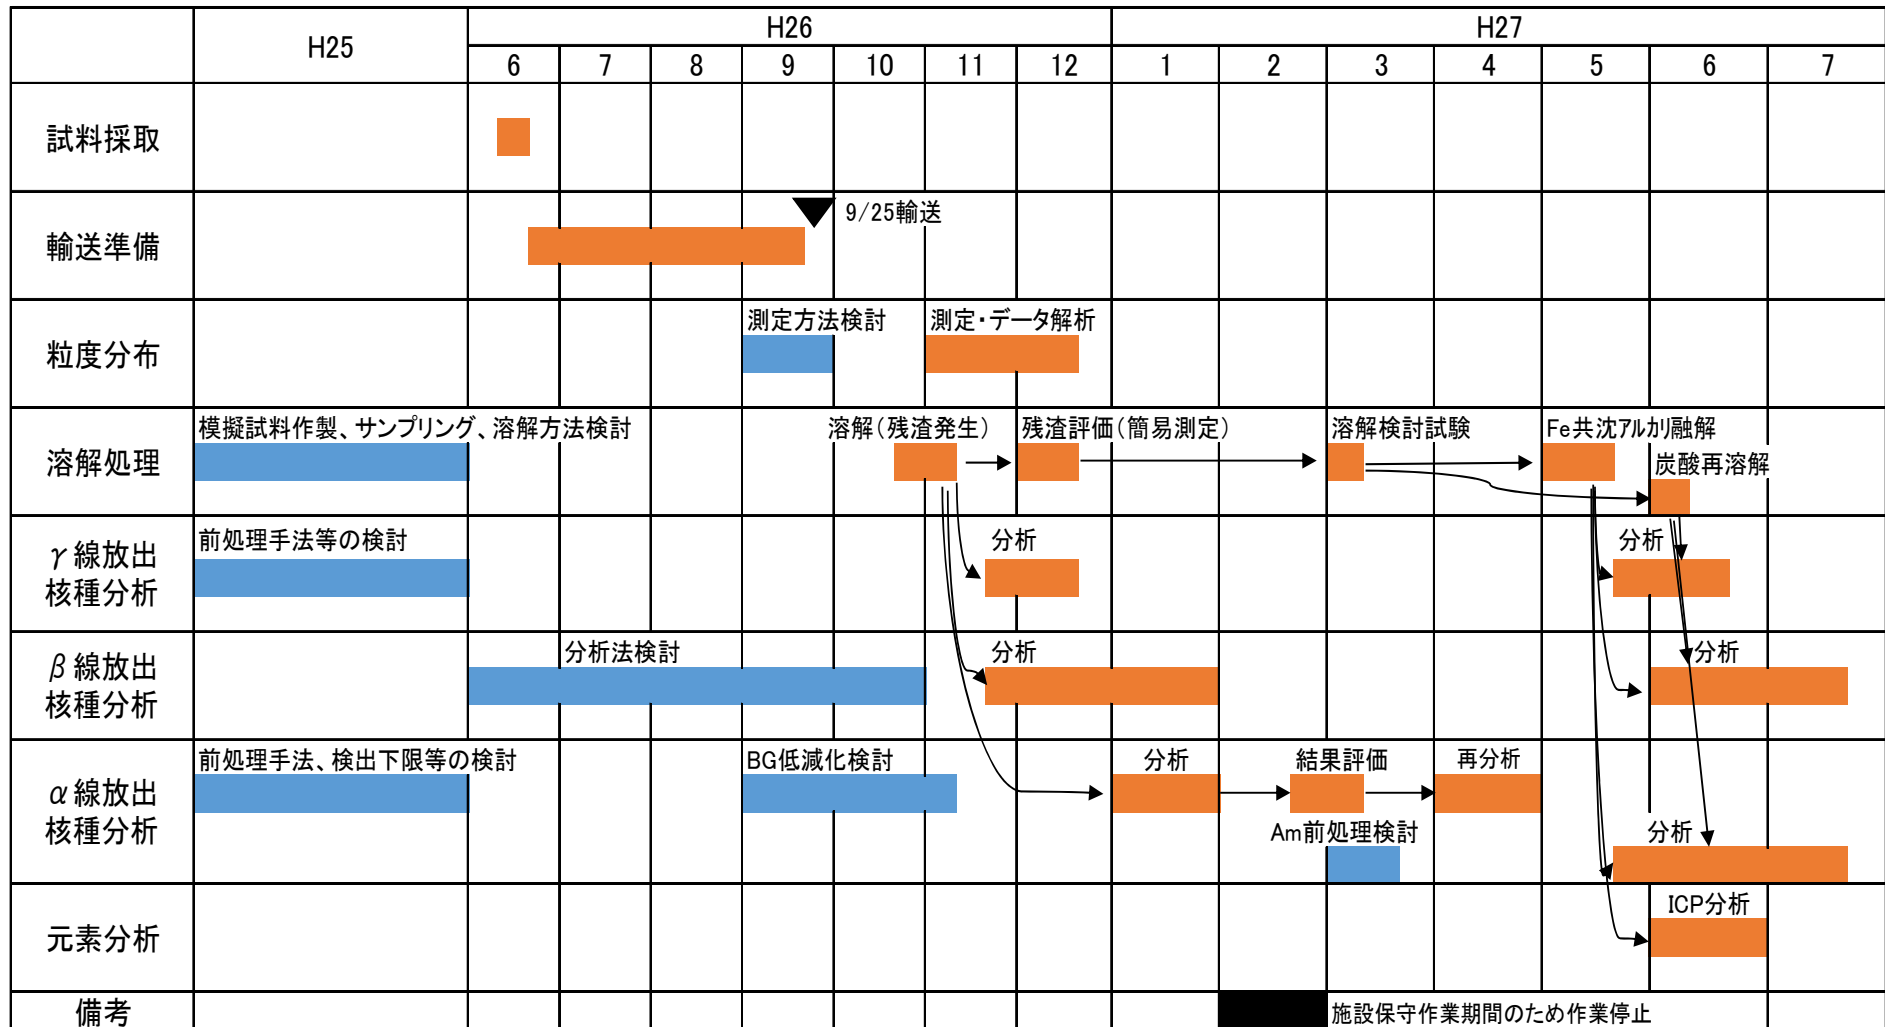 H25
H26
H27
6
7
8
9
10
11
12
1
2
3
4
5
6
7
試料採取
輸送準備
9/25輸送
粒度分布
測定方法検討
測定・データ解析
溶解処理
模擬試料作製、サンプリング、溶解方法検討
溶解(残渣発生)
残渣評価(簡易測定)
溶解検討試験
Fe共沈アルカリ融解
炭酸再溶解
γ線放出
核種分析
前処理手法等の検討
分析
分析
β線放出
核種分析
分析法検討
分析
分析
α線放出
核種分析
前処理手法、検出下限等の検討
BG低減化検討
分析
結果評価
再分析
Am前処理検討
分析
元素分析
ICP分析
備考
施設保守作業期間のため作業停止